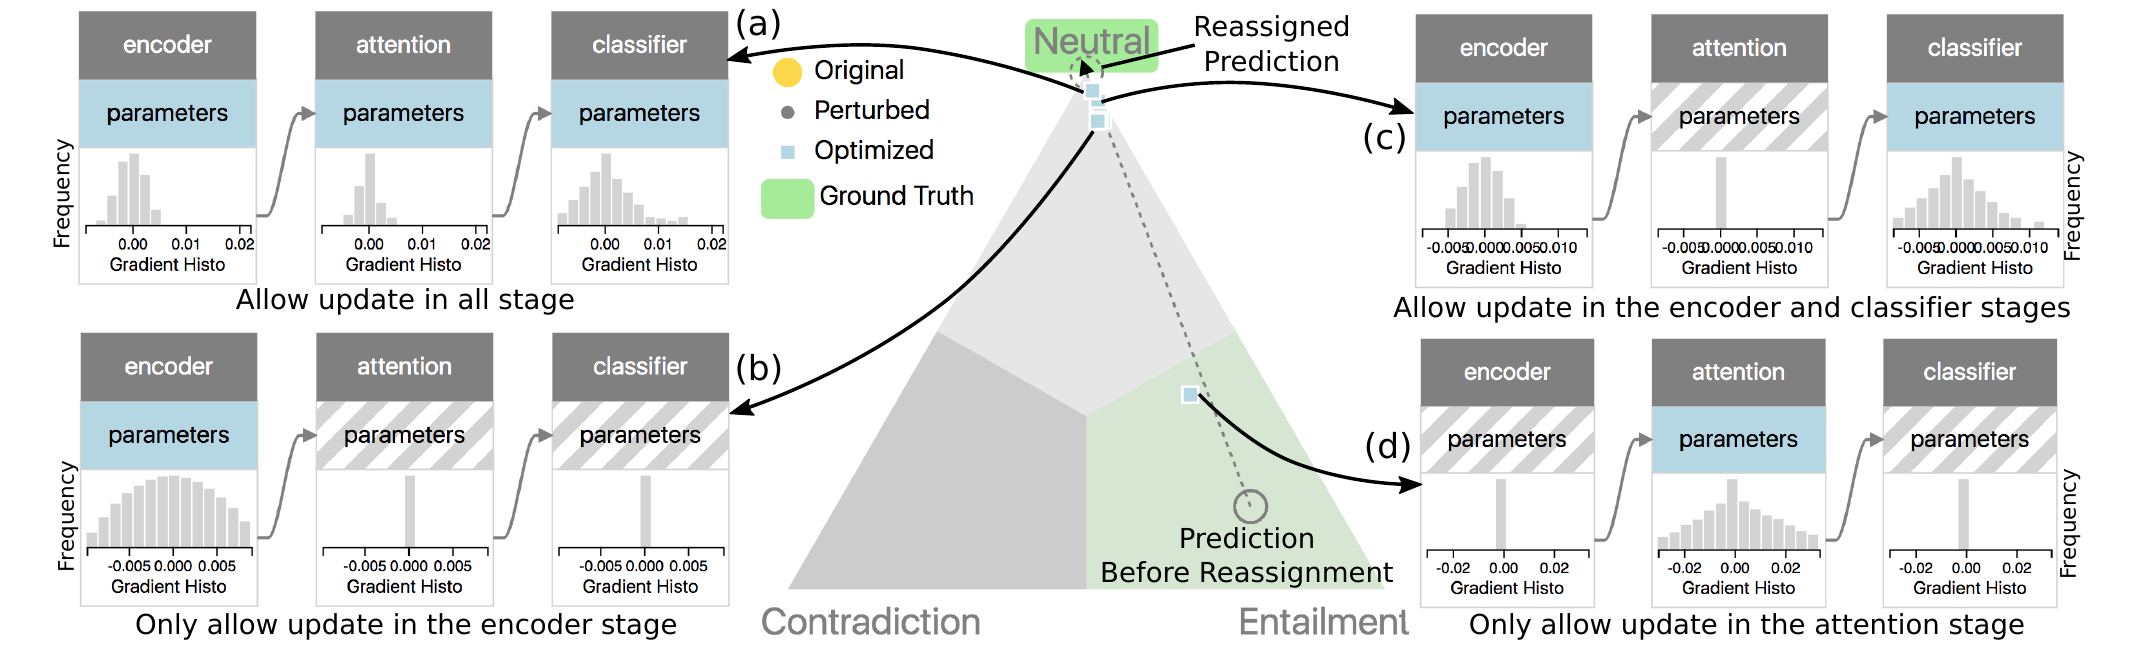 encoder
attention
classifier
parameters
parameters
parameters
Frequency
0.00 0.01 0.02
Gradient Histo
0.00 0.01 0.02
Gradient Histo
0.00 0.01 0.02
Gradient Histo
Allow update in all stage
(a)
Original
Perturbed
Optimized
Ground Truth
Neutral
Reassigned
Prediction
(c)
encoder
attention
classifier
parameters
parameters
parameters
Frequency
-0.005 0.000 0.005 0.010
Gradient Histo
-0.005 0.000 0.005 0.010
Gradient Histo
-0.005 0.000 0.005 0.010
Gradient Histo
Allow update in the encoder and classifier stages
encoder
attention
classifier
(b)
parameters
parameters
parameters
Frequency
-0.005 0.000 0.005
Gradient Histo
-0.005 0.000 0.005
Gradient Histo
-0.005 0.000 0.005
Gradient Histo
Only allow update in the encoder stage
Prediction
Before Reassignment
Contradiction
Entailment
(d)
encoder
attention
classifier
parameters
parameters
parameters
Frequency
-0.02 0.00 0.02
Gradient Histo
-0.02 0.00 0.02
Gradient Histo
-0.02 0.00 0.02
Gradient Histo
Only allow update in the attention stage